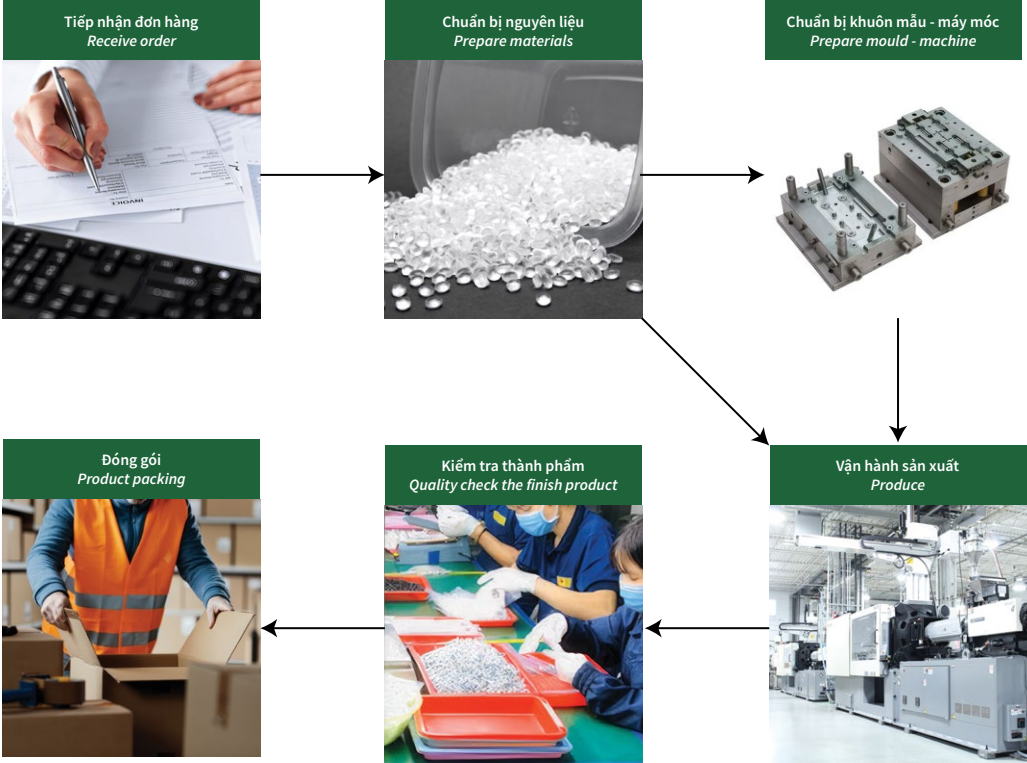 Tiếp nhận đơn hàng
Receive order
Chuẩn bị nguyên liệu
Prepare materials
Chuẩn bị khuôn mẫu - máy móc
Prepare mould - machine
INVOICE
Đóng gói
Product packing
Kiểm tra thành phẩm
Quality check the finish product
Vận hành sản xuất
Produce